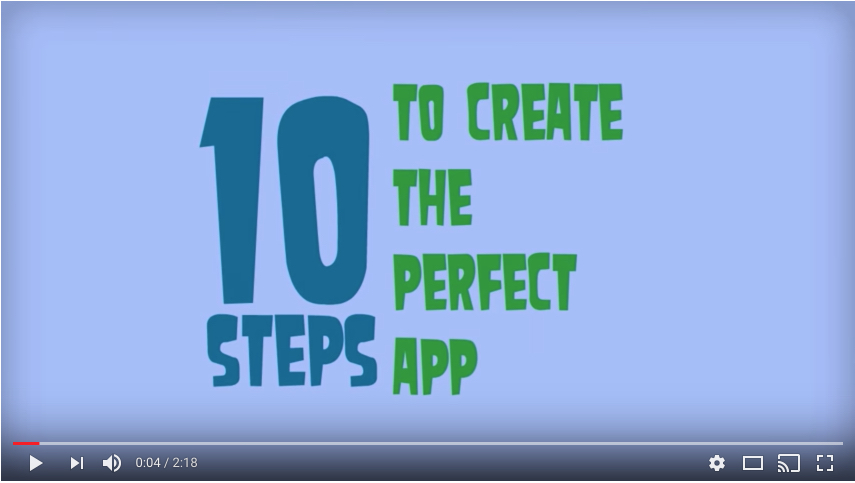 10
STEPS
TO CREATE
THE
PERFECT
APP
0:04 / 2:18